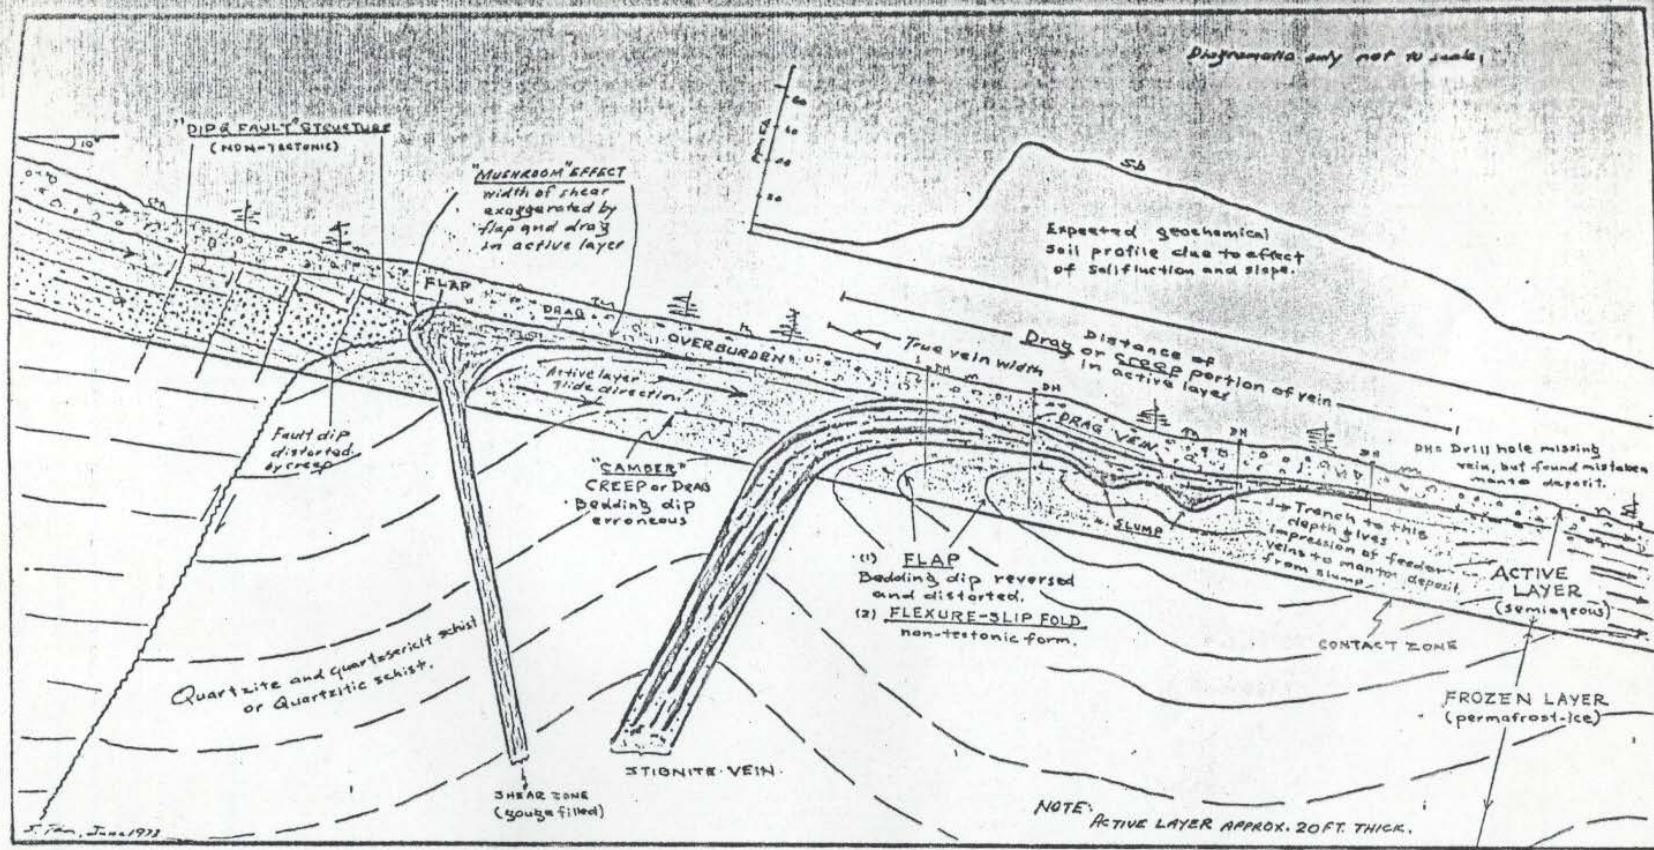 Diagramatic only not to scale;
10°
"DIP & FAULT" STRUCTURE
(NON-TECTONIC)
"MUSHROOM" EFFECT
width of shear
exaggerated by
flap and drag
in active layer
Sb
Expected geochemical
Soil profile due to effect
of solifluction and slope.
FLAP
DRAG
OVERBURDEN
True vein width
Distance of
Drag or Creep portion of vein
in active layer
Active layer
glide direction
DH
DH
DRAG VEIN
DH
DH
DH = Drill hole missing
vein, but found mistaken
manto deposit.
Fault dip
distorted
by creep
"CAMBER"
CREEP or DRAG
Bedding dip
erroneous
SLUMP
Trench to this
depth gives
impression of feeder
veins to manto deposit
from slump
(1) FLAP
Bedding dip reversed
and distorted.
(2) FLEXURE-SLIP FOLD
non-tectonic form.
ACTIVE
LAYER
CONTACT ZONE
Quartzite and quartzsericit schist
or Quartzitic schist.
FROZEN LAYER
(permafrost-ice)
STIBNITE VEIN
SHEAR ZONE
(gouge filled)
NOTE:
ACTIVE LAYER APPROX. 20 FT. THICK.
June 1973